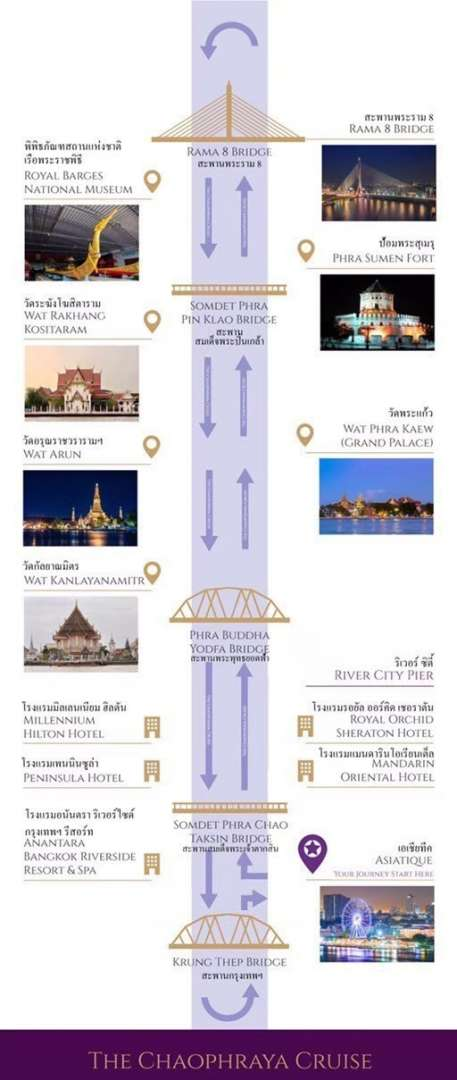 สะพานพระราม 8
RAMA 8 BRIDGE
RAMA 8 BRIDGE
สะพานพระราม 8
พิพิธภัณฑสถานแห่งชาติ
เรือพระราชพิธี
ROYAL BARGES
NATIONAL MUSEUM
ป้อมพระสุเมรุ
PHRA SUMEN FORT
วัดระฆังโฆสิตาราม
WAT RAKHANG
KOSITARAM
SOMDET PHRA
PIN KLAO BRIDGE
สะพาน
สมเด็จพระปิ่นเกล้า
วัดพระแก้ว
WAT PHRA KAEW
(GRAND PALACE)
วัดอรุณราชวรารามฯ
WAT ARUN
วัดกัลยาณมิตร
WAT KANLAYANAMITR
PHRA BUDDHA
YODFA BRIDGE
สะพานพระพุทธยอดฟ้า
ริเวอร์ ซิตี้
RIVER CITY PIER
โรงแรมมิลเลนเนียม ฮิลตัน
MILLENNIUM
HILTON HOTEL
โรงแรมรอยัล ออร์คิด เชอราตัน
ROYAL ORCHID
SHERATON HOTEL
โรงแรมเพนนินซูล่า
PENINSULA HOTEL
โรงแรมแมนดารินโอเรียนเต็ล
MANDARIN
ORIENTAL HOTEL
โรงแรมอนันตรา ริเวอร์ไซด์
กรุงเทพฯ รีสอร์ท
ANANTARA
BANGKOK RIVERSIDE
RESORT & SPA
SOMDET PHRA CHAO
TAKSIN BRIDGE
สะพานสมเด็จพระเจ้าตากสิน
เอเชียทีค
ASIATIQUE
YOUR JOURNEY START HERE
KRUNG THEP BRIDGE
สะพานกรุงเทพฯ
THE CHAOPHRAYA CRUISE